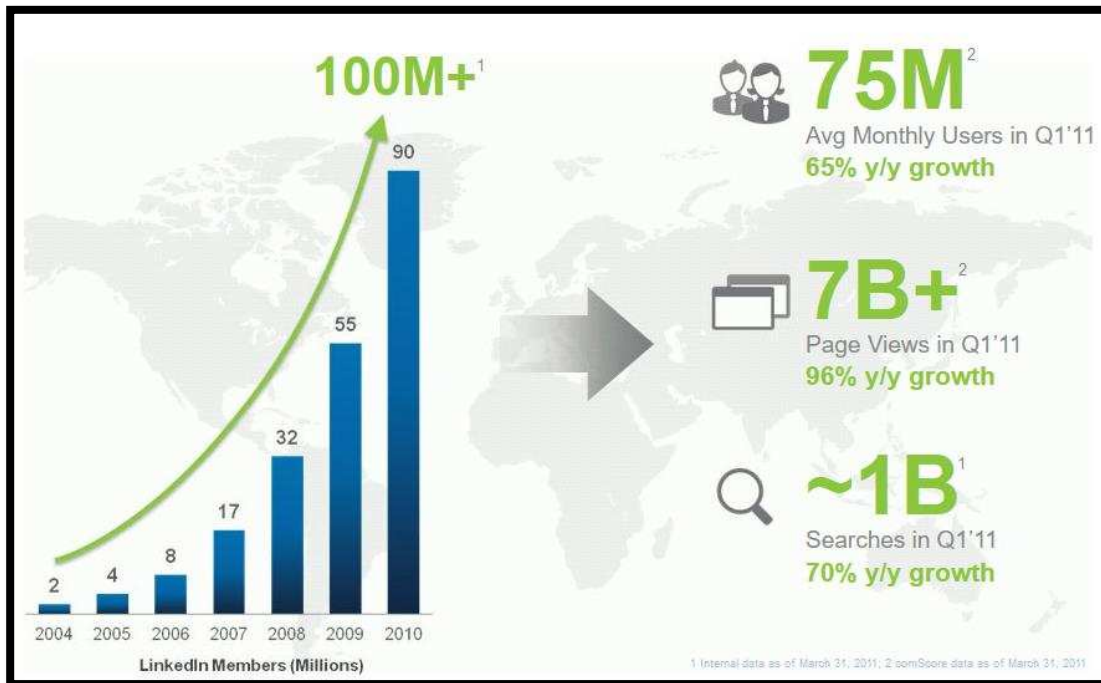 100M+1
90
55
32
17
8
4
2
2004 2005 2006 2007 2008 2009 2010
LinkedIn Members (Millions)
75M2
Avg Monthly Users in Q1'11
65% y/y growth
7B+2
Page Views in Q1'11
96% y/y growth
~1B1
Searches in Q1'11
70% y/y growth
1 Internal data as of March 31, 2011; 2 comScore data as of March 31, 2011